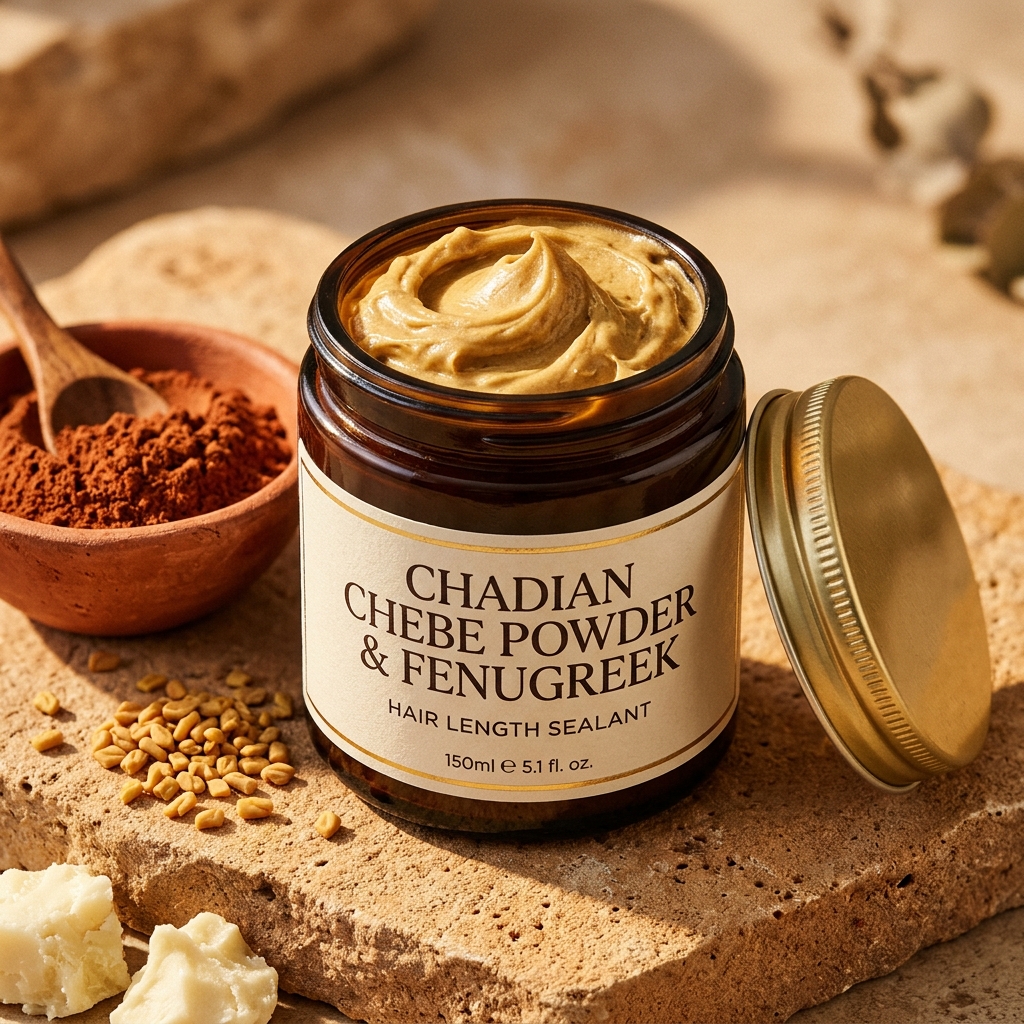 CHADIAN
CHEBE POWDER
& FENUGREEK
HAIR LENGTH SEALANT
150ml ℮ 5.1 fl. oz.